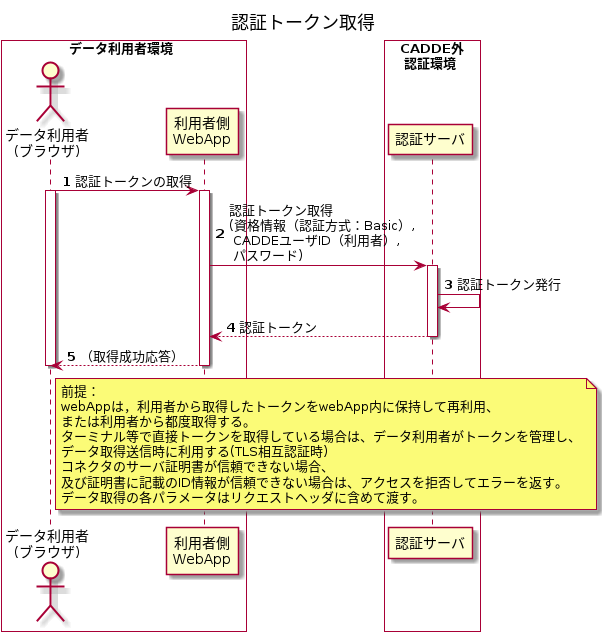 認証トークン取得
データ利用者環境
CADDE外
認証環境
データ利用者
（ブラウザ）
利用者側
WebApp
認証サーバ
1 認証トークンの取得
認証トークン取得
2 （資格情報（認証方式：Basic），
CADDEユーザID（利用者），
パスワード）
3 認証トークン発行
4 認証トークン
5 （取得成功応答）
前提：
webAppは，利用者から取得したトークンをwebApp内に保持して再利用、
または利用者から都度取得する。
ターミナル等で直接トークンを取得している場合は、データ利用者がトークンを管理し、
データ取得送信時に利用する(TLS相互認証時)
コネクタのサーバ証明書が信頼できない場合、
及び証明書に記載のID情報が信頼できない場合は、アクセスを拒否してエラーを返す。
データ取得の各パラメータはリクエストヘッダに含めて渡す。
データ利用者
（ブラウザ）
利用者側
WebApp
認証サーバ